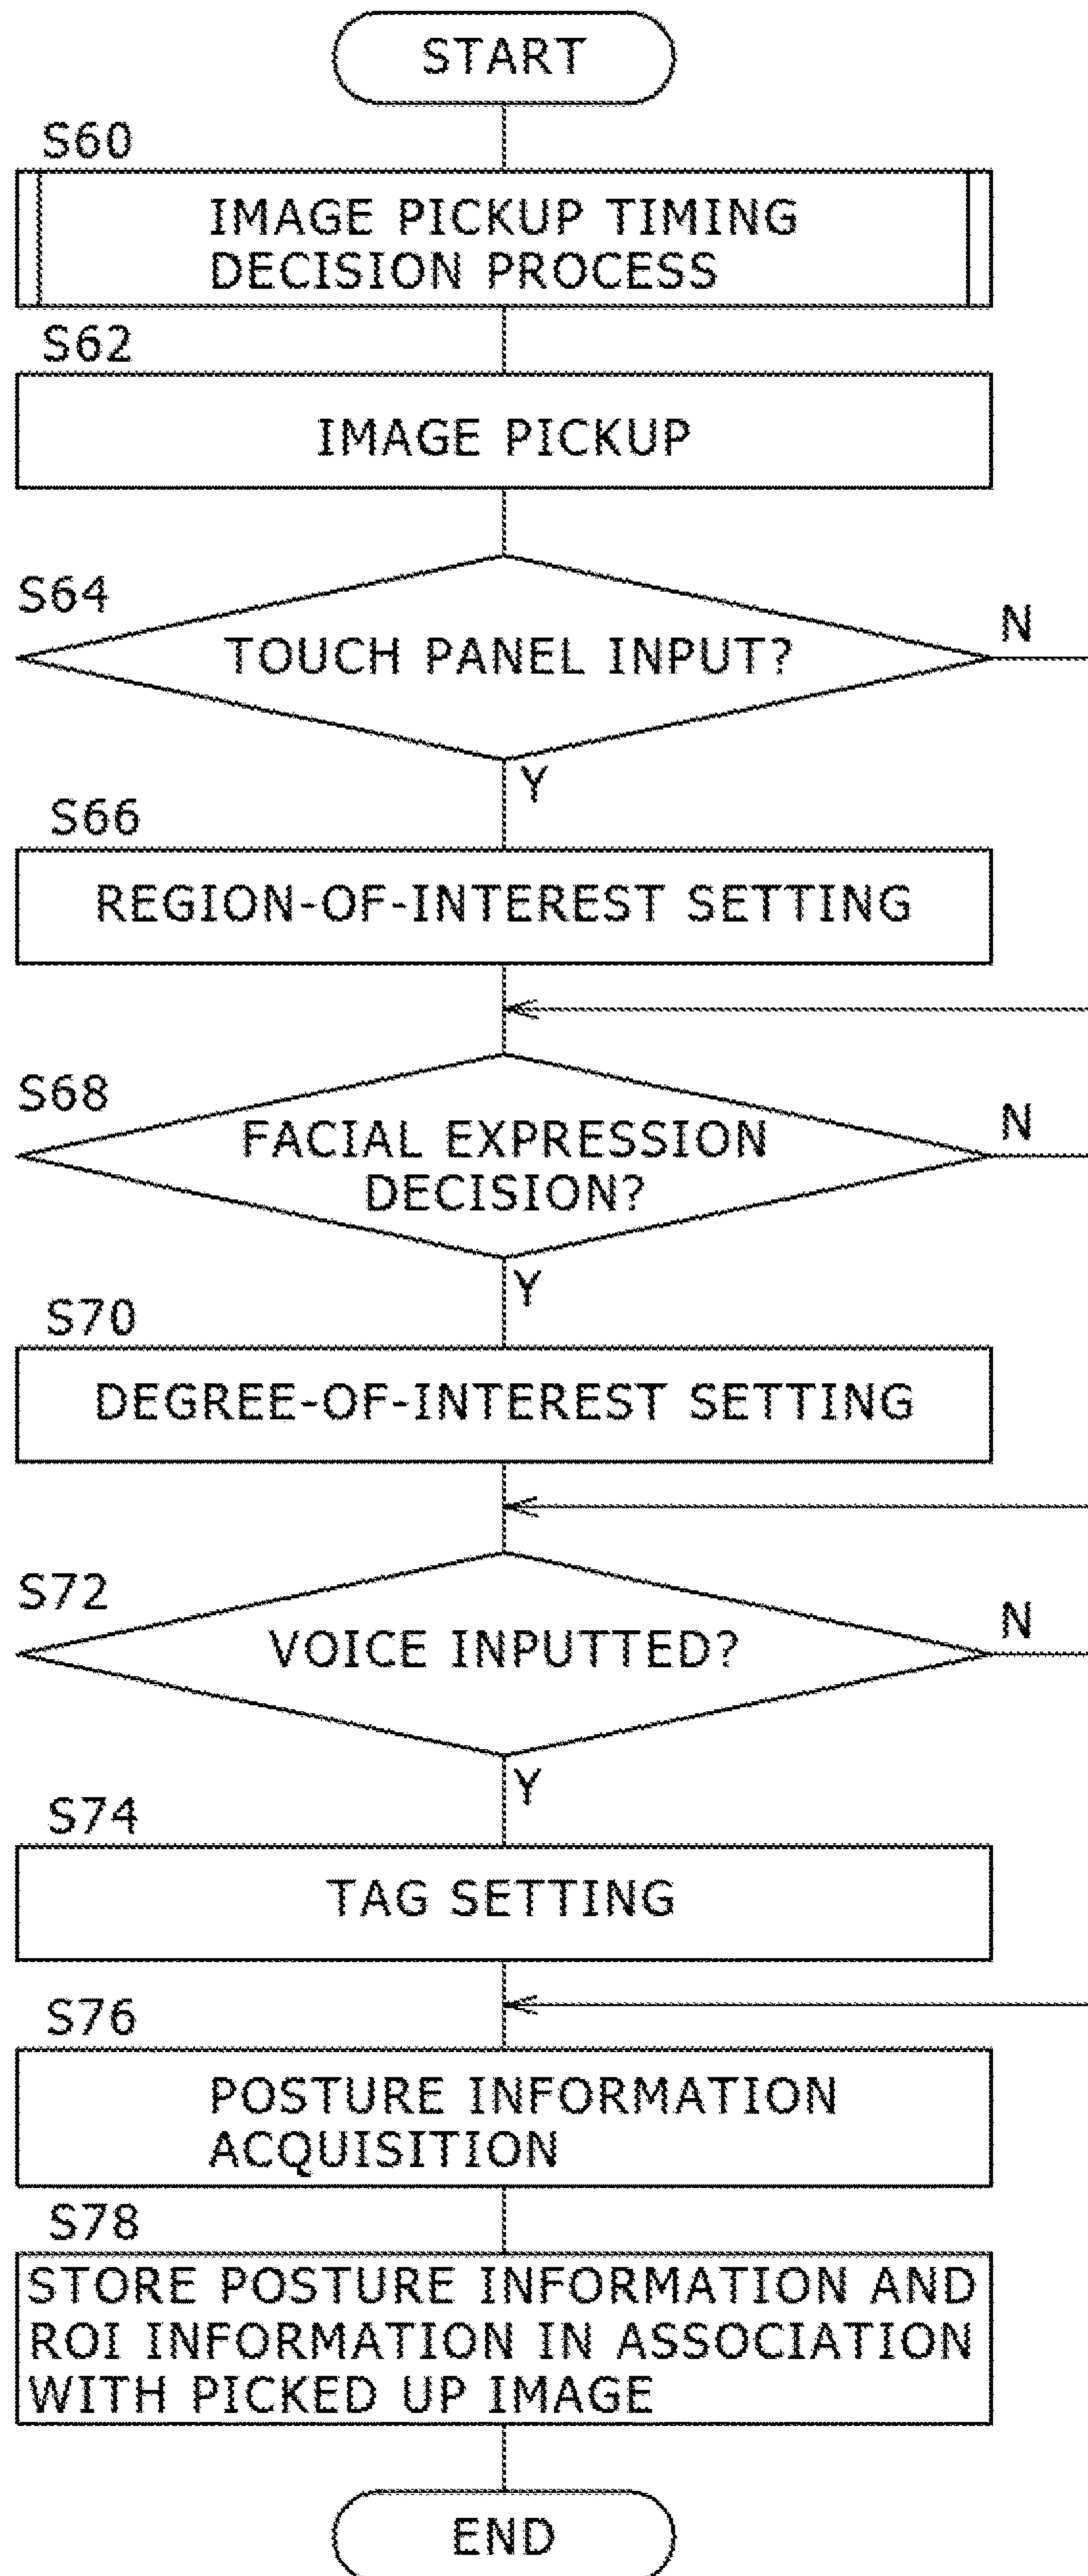 START
S60
IMAGE PICKUP TIMING
DECISION PROCESS
S62
IMAGE PICKUP
S64
TOUCH PANEL INPUT?
N
Y
S66
REGION-OF-INTEREST SETTING
S68
FACIAL EXPRESSION
DECISION?
N
Y
S70
DEGREE-OF-INTEREST SETTING
S72
VOICE INPUTTED?
N
Y
S74
TAG SETTING
S76
POSTURE INFORMATION
ACQUISITION
S78
STORE POSTURE INFORMATION AND
ROI INFORMATION IN ASSOCIATION
WITH PICKED UP IMAGE
END